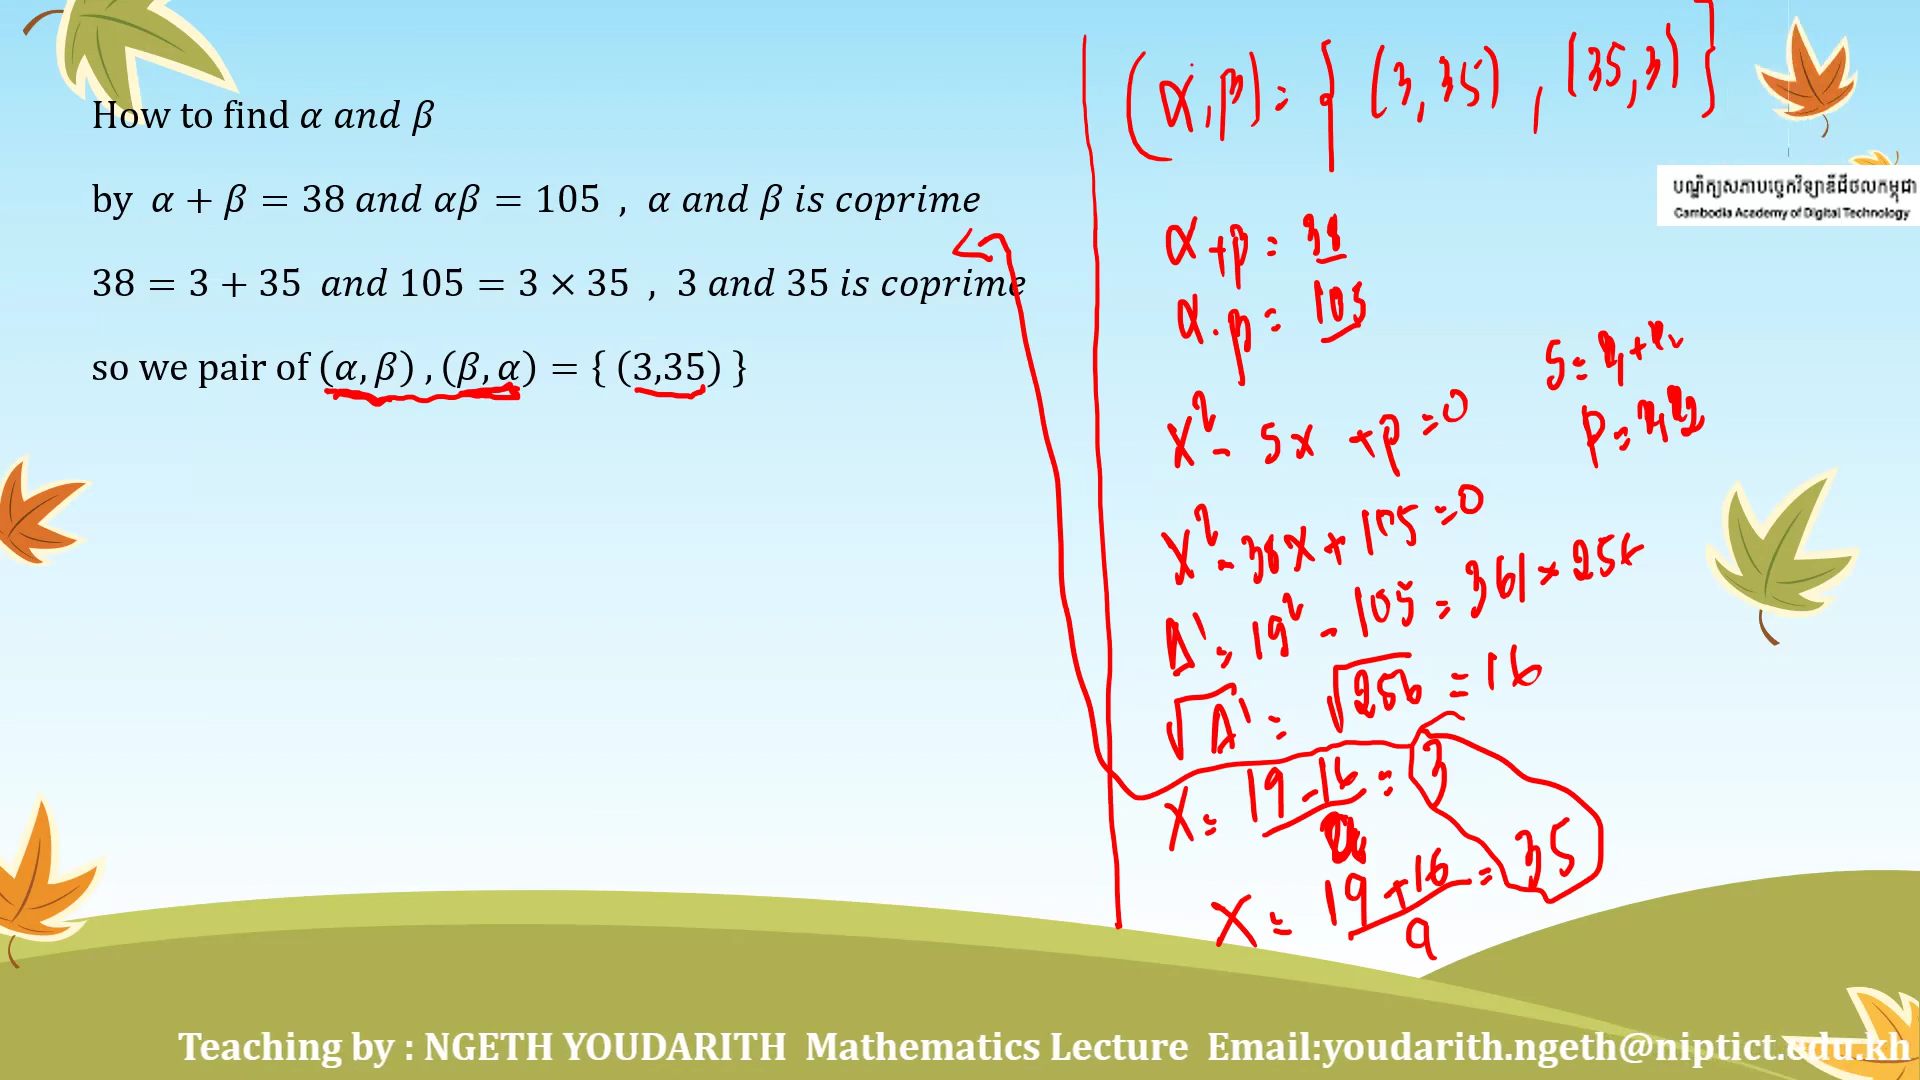 How to find α and β
by α + β = 38 and αβ = 105 , α and β is coprime
38 = 3 + 35 and 105 = 3 × 35 , 3 and 35 is coprime
so we pair of (α, β) , (β, α) = { (3,35) }
(α, β) = { (3, 35) , (35, 3) }
បណ្ឌិត្យសភាបច្ចេកវិទ្យាឌីជីថលកម្ពុជា
Cambodia Academy of Digital Technology
α + β = 38
α · β = 105
S = x₁ + x₂
P = x₁x₂
X² - Sx + P = 0
X² - 38X + 105 = 0
Δ' = 19² - 105 = 361 × 256
√Δ' = √256 = 16
X = 19 - 16 = 3
X = 19 + 16 / a = 35
Teaching by : NGETH YOUDARITH Mathematics Lecture Email:youdarith.ngeth@niptict.edu.kh